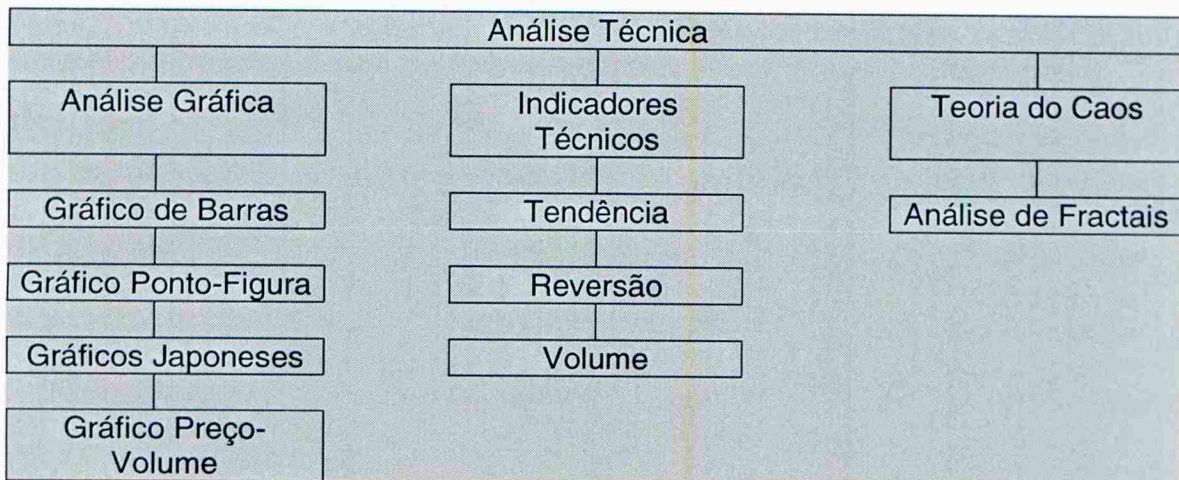 Análise Técnica
Análise Gráfica
Gráfico de Barras
Gráfico Ponto-Figura
Gráficos Japoneses
Gráfico Preço-
Volume
Indicadores
Técnicos
Tendência
Reversão
Volume
Teoria do Caos
Análise de Fractais